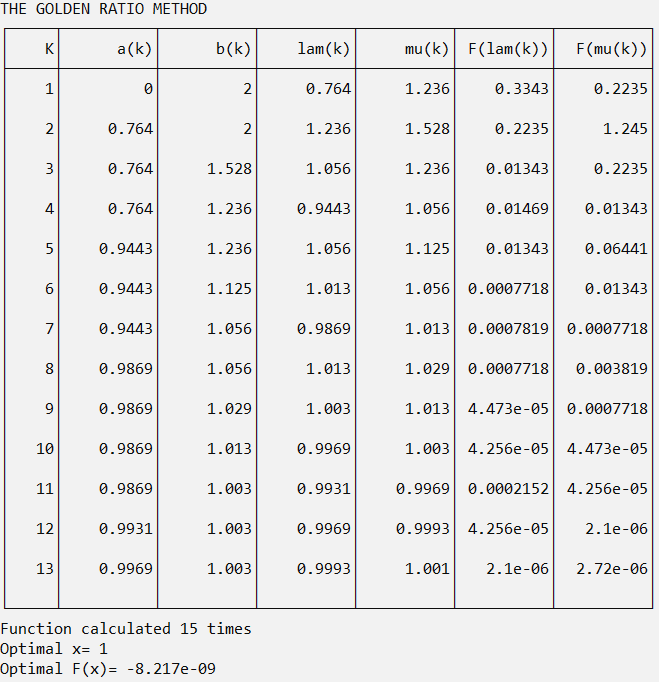 THE GOLDEN RATIO METHOD
K a(k) b(k) lam(k) mu(k) F(lam(k)) F(mu(k))
1 0 2 0.764 1.236 0.3343 0.2235
2 0.764 2 1.236 1.528 0.2235 1.245
3 0.764 1.528 1.056 1.236 0.01343 0.2235
4 0.764 1.236 0.9443 1.056 0.01469 0.01343
5 0.9443 1.236 1.056 1.125 0.01343 0.06441
6 0.9443 1.125 1.013 1.056 0.0007718 0.01343
7 0.9443 1.056 0.9869 1.013 0.0007819 0.0007718
8 0.9869 1.056 1.013 1.029 0.0007718 0.003819
9 0.9869 1.029 1.003 1.013 4.473e-05 0.0007718
10 0.9869 1.013 0.9969 1.003 4.256e-05 4.473e-05
11 0.9869 1.003 0.9931 0.9969 0.0002152 4.256e-05
12 0.9931 1.003 0.9969 0.9993 4.256e-05 2.1e-06
13 0.9969 1.003 0.9993 1.001 2.1e-06 2.72e-06
Function calculated 15 times
Optimal x= 1
Optimal F(x)= -8.217e-09